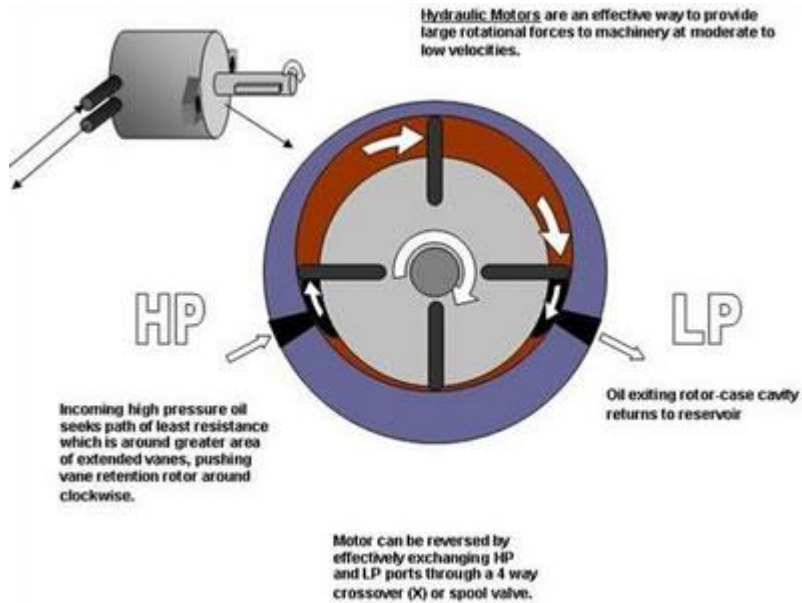 Hydraulic Motors are an effective way to provide
large rotational forces to machinery at moderate to
low velocities.
HP
LP
Incoming high pressure oil
seeks path of least resistance
which is around greater area
of extended vanes, pushing
vane retention rotor around
clockwise.
Oil exiting rotor-case cavity
returns to reservoir
Motor can be reversed by
effectively exchanging HP
and LP ports through a 4 way
crossover (X) or spool valve.